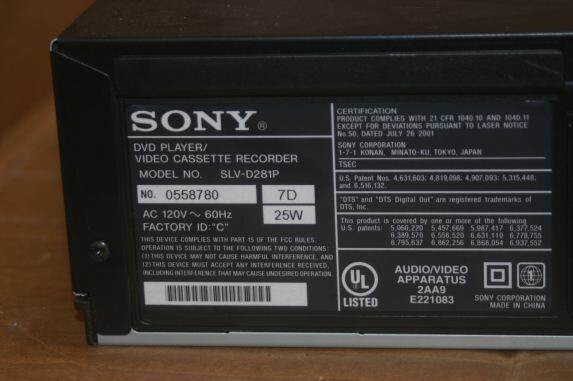 SONY®
DVD PLAYER/
VIDEO CASSETTE RECORDER
MODEL NO. SLV-D281P
NO. 0558780 7D
AC 120V ~ 60Hz 25W
FACTORY ID:"C"
THIS DEVICE COMPLIES WITH PART 15 OF THE FCC RULES.
OPERATION IS SUBJECT TO THE FOLLOWING TWO CONDITIONS:
(1) THIS DEVICE MAY NOT CAUSE HARMFUL INTERFERENCE, AND
(2) THIS DEVICE MUST ACCEPT ANY INTERFERENCE RECEIVED,
INCLUDING INTERFERENCE THAT MAY CAUSE UNDESIRED OPERATION.
CERTIFICATION
PRODUCT COMPLIES WITH 21 CFR 1040.10 AND 1040.11
EXCEPT FOR DEVIATIONS PURSUANT TO LASER NOTICE
No.50, DATED JULY 26 2001
SONY CORPORATION
1-7-1 KONAN, MINATO-KU, TOKYO, JAPAN
TSEC
U.S. Patent Nos. 4,631,603; 4,819,098; 4,907,093; 5,315,448;
and 6,516,132.
"DTS" and "DTS Digital Out" are registered trademarks of
DTS, Inc.
This product is covered by one or more of the following
U.S. patents: 5,060,220 5,457,669 5,987,417 6,377,524
6,389,570 6,556,520 6,631,110 6,778,755
6,795,637 6,862,256 6,868,054 6,937,552
UL
LISTED
AUDIO/VIDEO
APPARATUS
2AA9
E221083
SONY CORPORATION
MADE IN CHINA